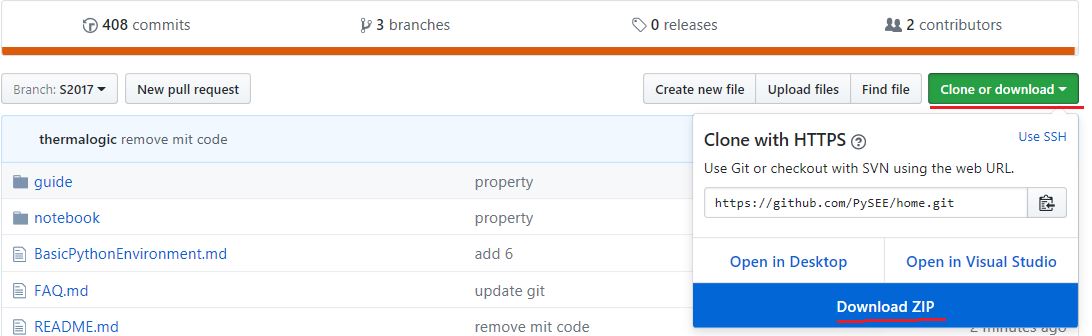 408 commits 3 branches 0 releases 2 contributors
Branch: S2017 New pull request Create new file Upload files Find file Clone or download
thermalogic remove mit code
Clone with HTTPS Use SSH
Use Git or checkout with SVN using the web URL.
https://github.com/PySEE/home.git
Open in Desktop Open in Visual Studio
Download ZIP
guide property
notebook property
BasicPythonEnvironment.md add 6
FAQ.md update git
README.md remove mit code 2 minutes ago